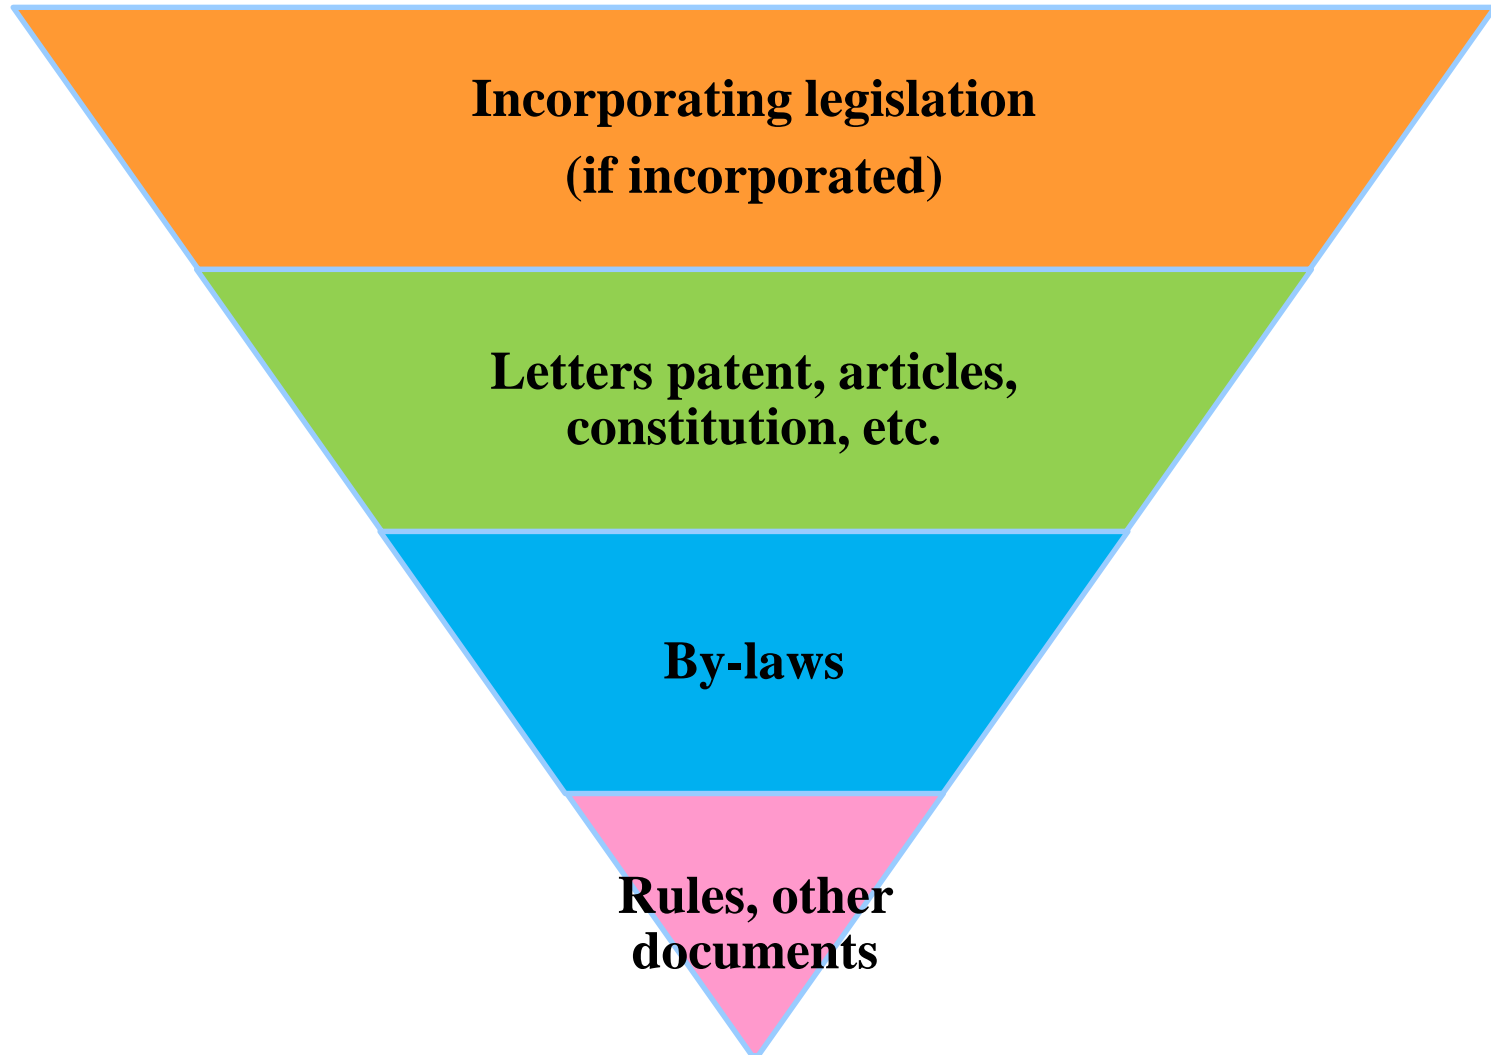 Incorporating legislation
(if incorporated)
Letters patent, articles,
constitution, etc.
By-laws
Rules, other
documents